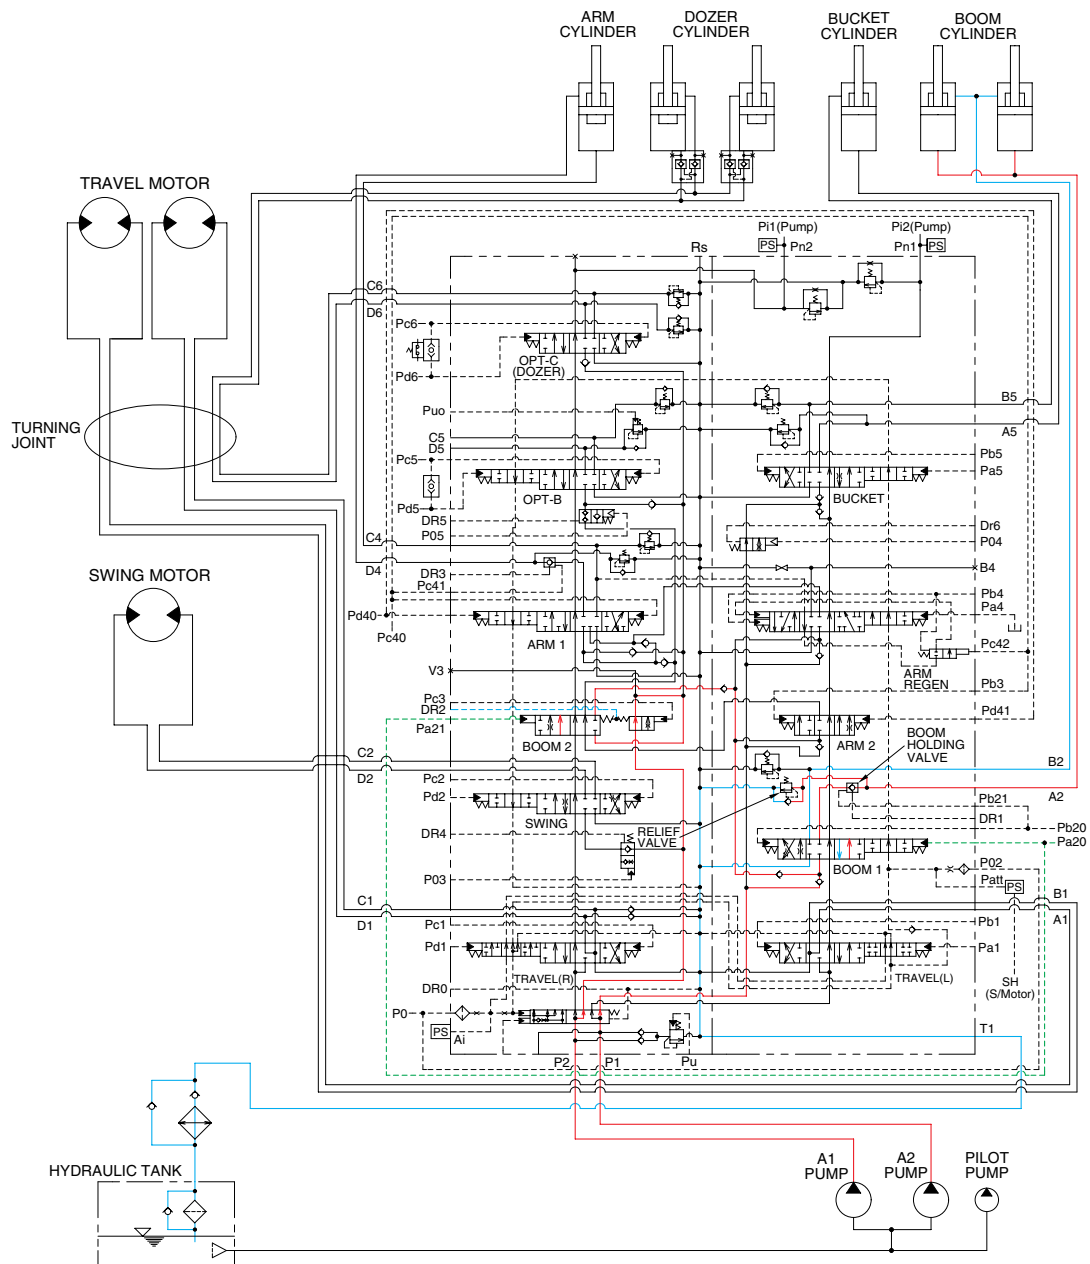 ARM
CYLINDER
DOZER
CYLINDER
BUCKET
CYLINDER
BOOM
CYLINDER
TRAVEL MOTOR
Pi1(Pump)
Pi2(Pump)
PS
Pn2
Rs
Pn1
PS
C6
D6
Pc6
OPT-C
(DOZER)
Pd6
Puo
B5
TURNING
JOINT
C5
D5
A5
Pc5
Pb5
Pa5
OPT-B
BUCKET
Pd5
DR5
P05
Dr6
P04
C4
D4
B4
SWING MOTOR
DR3
Pc41
Pb4
Pa4
Pd40
Pc40
ARM 1
Pc42
V3
ARM
REGEN
Pb3
Pc3
DR2
Pd41
Pa21
BOOM 2
ARM 2
BOOM
HOLDING
VALVE
C2
D2
B2
Pc2
Pd2
A2
Pb21
DR1
SWING
Pb20
Pa20
DR4
RELIEF
VALVE
BOOM 1
P02
P03
Patt
PS
C1
D1
B1
A1
Pc1
Pb1
Pd1
Pa1
TRAVEL(R)
TRAVEL(L)
SH
(S/Motor)
DR0
P0
PS
Ai
T1
P2
P1
Pu
HYDRAULIC TANK
A1
PUMP
A2
PUMP
PILOT
PUMP